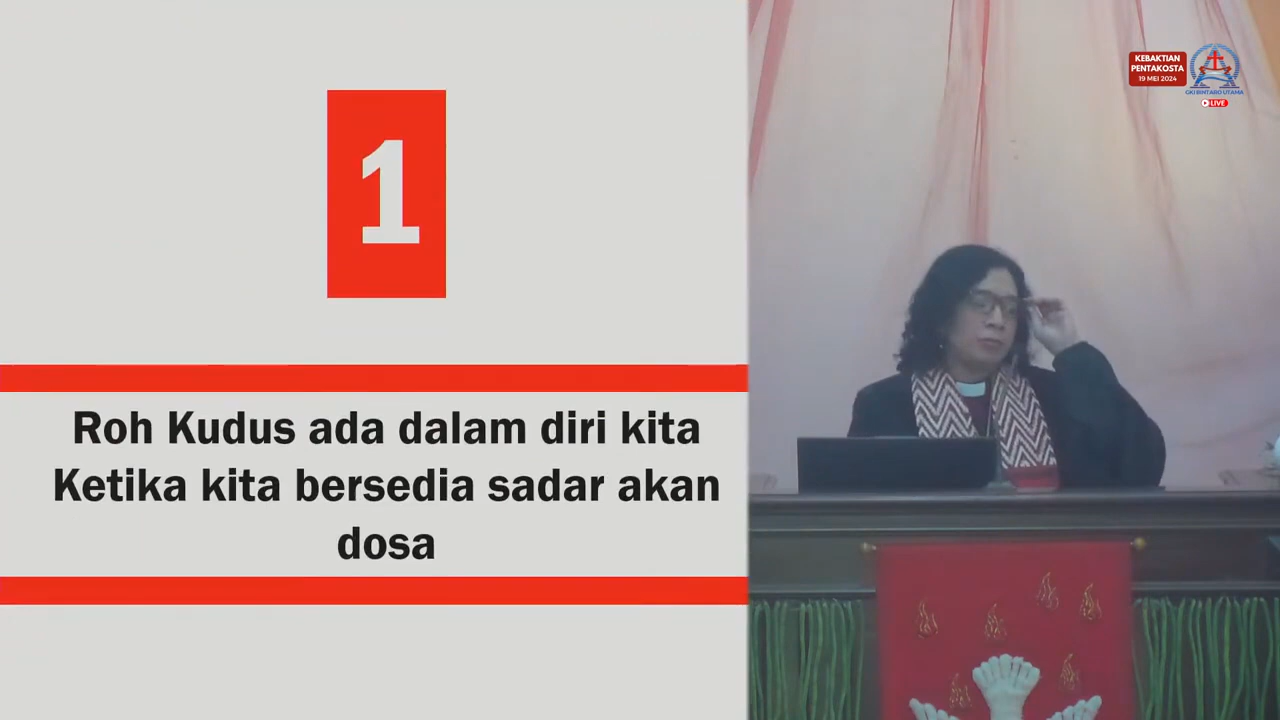 1
Roh Kudus ada dalam diri kita
Ketika kita bersedia sadar akan
dosa
KEBAKTIAN
PENTAKOSTA
19 MEI 2024
GKI BINTARO UTAMA
LIVE